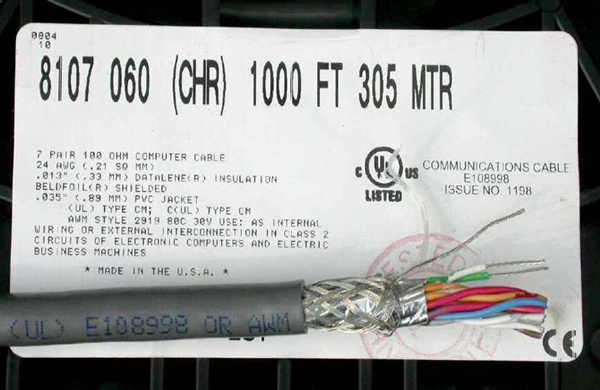 0804
10
8107 060 (CHR) 1000 FT 305 MTR
7 PAIR 100 OHM COMPUTER CABLE
24 AWG (.21 SQ MM)
.013" (.33 MM) DATALENE(R) INSULATION
BELDFOIL(R) SHIELDED
.035" (.89 MM) PVC JACKET
(UL) TYPE CM; C(UL) TYPE CM
AWM STYLE 2919 80C 30V USE: AS INTERNAL
WIRING OR EXTERNAL INTERCONNECTION IN CLASS 2
CIRCUITS OF ELECTRONIC COMPUTERS AND ELECTRIC
BUSINESS MACHINES
* MADE IN THE U.S.A. *
C UL US
LISTED
COMMUNICATIONS CABLE
E108998
ISSUE NO 1198
(UL) E108998 OR AWM
CE